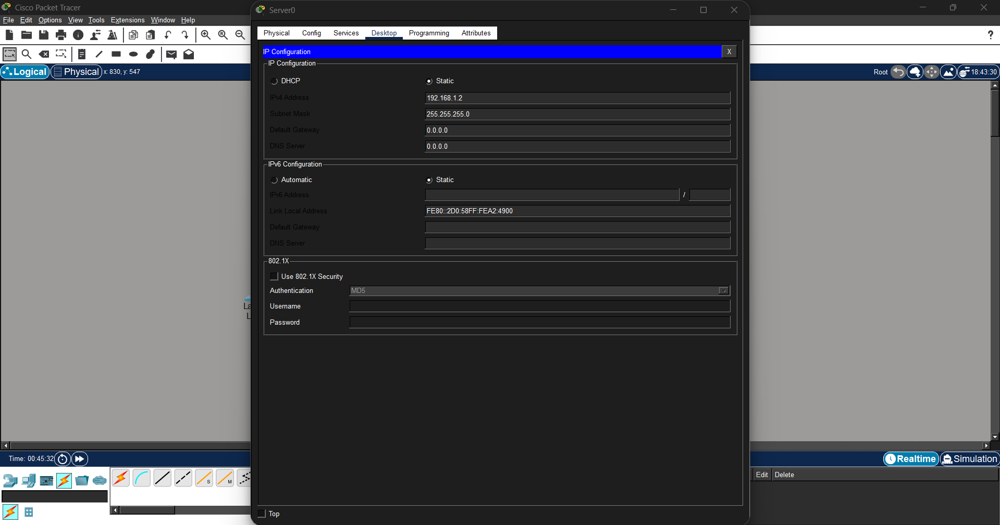 Cisco Packet Tracer
Server0
File Edit Options View Tools Extensions Window Help
Physical Config Services Desktop Programming Attributes
?
Logical Physical x: 830, y: 547
Root 18:43:30
IP Configuration X
IP Configuration
DHCP Static
IPv4 Address 192.168.1.2
Subnet Mask 255.255.255.0
Default Gateway 0.0.0.0
DNS Server 0.0.0.0
IPv6 Configuration
Automatic Static
IPv6 Address /
Link Local Address FE80::2D0:58FF:FEA2:4900
Default Gateway
DNS Server
802.1X
Use 802.1X Security
Authentication MD5
Username
Password
La
L
Time: 00:45:32
Realtime Simulation
S M
Edit Delete
Top